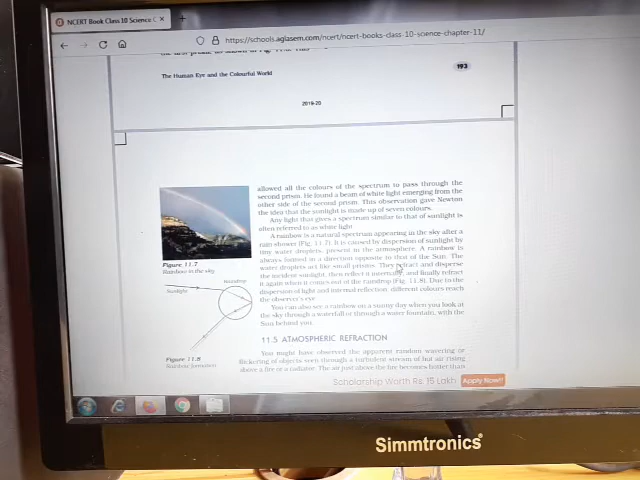 NCERT Book Class 10 Science C
https://schools.aglasem.com/ncert/ncert-books-class-10-science-chapter-11/
The Human Eye and the Colourful World
193
2019-20
allowed all the colours of the spectrum to pass through the
second prism. He found a beam of white light emerging from the
other side of the second prism. This observation gave Newton
the idea that the sunlight is made up of seven colours.
Any light that gives a spectrum similar to that of sunlight is
often referred to as white light.
A rainbow is a natural spectrum appearing in the sky after a
rain shower (Fig. 11.7). It is caused by dispersion of sunlight by
tiny water droplets, present in the atmosphere. A rainbow is
always formed in a direction opposite to that of the Sun. The
water droplets act like small prisms. They refract and disperse
the incident sunlight, then reflect it internally, and finally refract
it again when it comes out of the raindrop (Fig. 11.8). Due to the
dispersion of light and internal reflection, different colours reach
the observer's eye.
You can also see a rainbow on a sunny day when you look at
the sky through a waterfall or through a water fountain, with the
Sun behind you.
Figure 11.7
Rainbow in the sky
Raindrop
Sunlight
Figure 11.8
Rainbow formation
11.5 ATMOSPHERIC REFRACTION
You might have observed the apparent random wavering or
flickering of objects seen through a turbulent stream of hot air rising
above a fire or a radiator. The air just above the fire becomes hotter than
Scholarship Worth Rs. 15 Lakh
Apply Now!!
Simmtronics